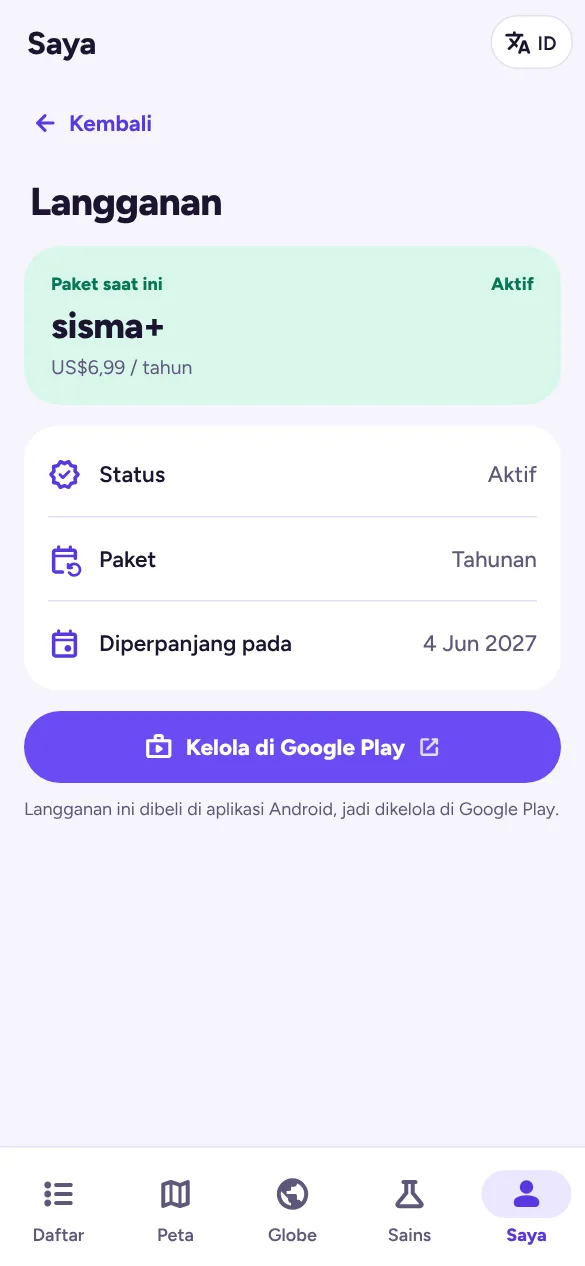 Saya
ID
Kembali
Langganan
Paket saat ini
Aktif
sisma+
US$6,99 / tahun
Status
Aktif
Paket
Tahunan
Diperpanjang pada
4 Jun 2027
Kelola di Google Play
Langganan ini dibeli di aplikasi Android, jadi dikelola di Google Play.
Daftar
Peta
Globe
Sains
Saya